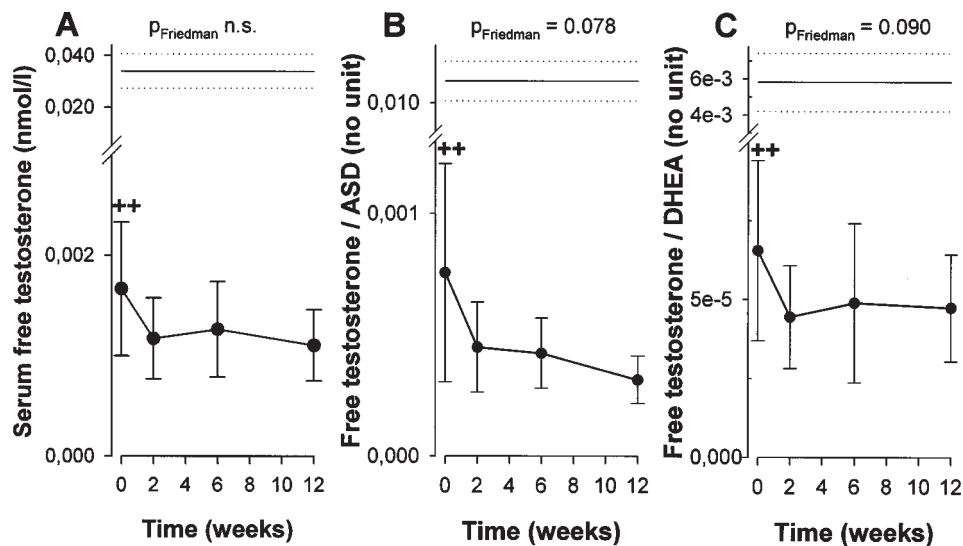 A
p_Friedman n.s.
Serum free testosterone (nmol/l)
0,040
0,020
0,002
0,000
++
0 2 4 6 8 10 12
Time (weeks)
B
p_Friedman = 0.078
Free testosterone / ASD (no unit)
0,010
0,001
0,000
++
0 2 4 6 8 10 12
Time (weeks)
C
p_Friedman = 0.090
Free testosterone / DHEA (no unit)
6e-3
4e-3
5e-5
0,000
++
0 2 4 6 8 10 12
Time (weeks)